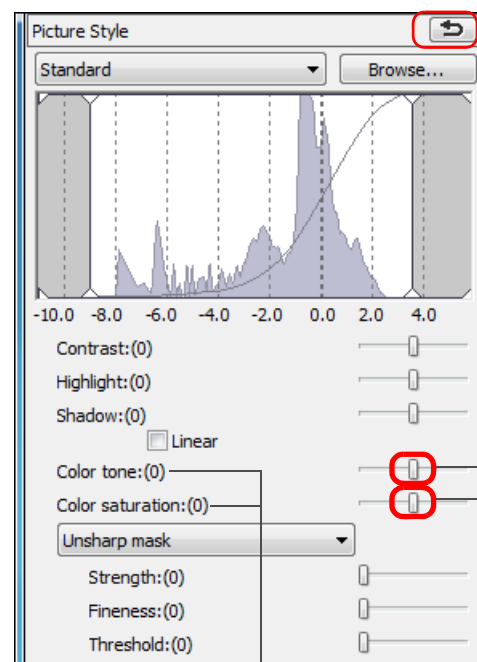 Picture Style
Standard Browse...
-10.0 -8.0 -6.0 -4.0 -2.0 0.0 2.0 4.0
Contrast:(0)
Highlight:(0)
Shadow:(0)
Linear
Color tone:(0)
Color saturation:(0)
Unsharp mask
Strength:(0)
Fineness:(0)
Threshold:(0)